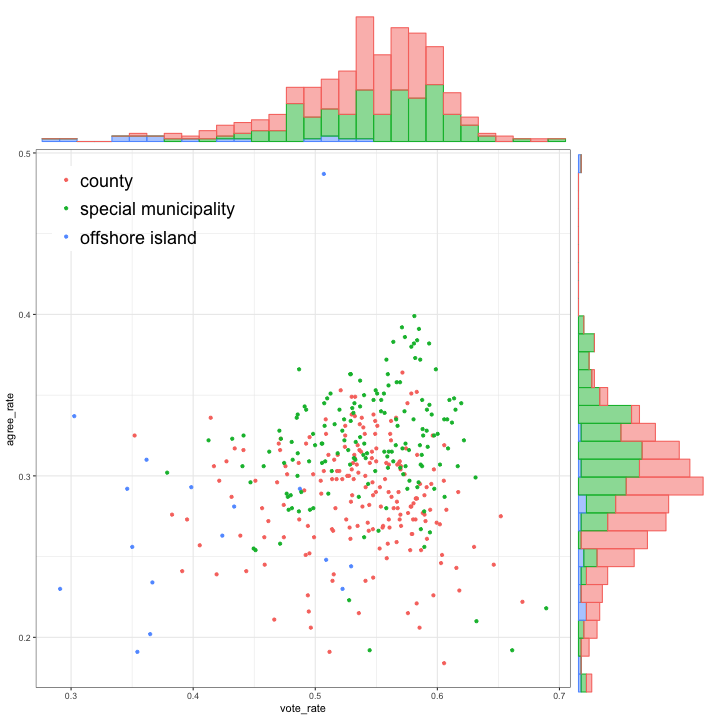 0.5
county
special municipality
offshore island
0.4
agree_rate
0.3
0.2
0.3 0.4 0.5 0.6 0.7
vote_rate